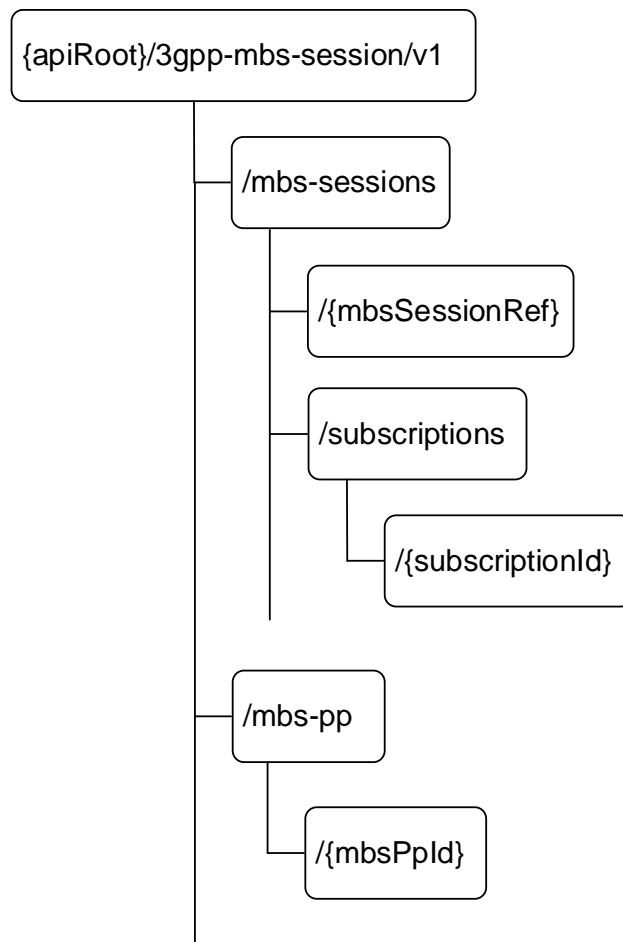 {apiRoot}/3gpp-mbs-session/v1
/mbs-sessions
/{mbsSessionRef}
/subscriptions
/{subscriptionId}
/mbs-pp
/{mbsPpId}